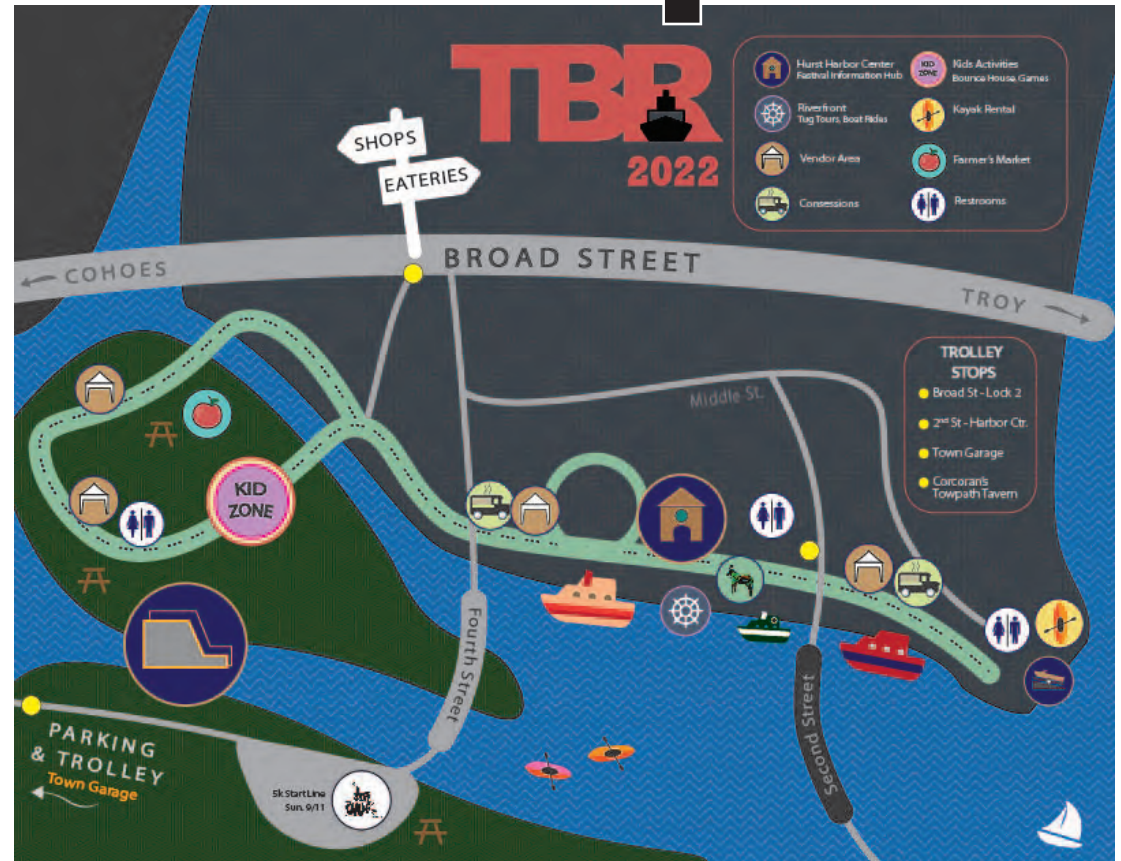 TBR
2022
Hurst Harbor Center
Festival Information Hub
Riverfront
Tug Tours, Boat Rides
Vendor Area
Consessions
KID
ZONE
Kids Activities
Bounce House, Games
Kayak Rental
Farmer's Market
Restrooms
SHOPS
EATERIES
COHOES
BROAD STREET
TROY
TROLLEY
STOPS
Broad St - Lock 2
2nd St - Harbor Ctr.
Town Garage
Corcoran's
Towpath Tavern
Middle St.
KID
ZONE
Fourth Street
Second Street
PARKING
& TROLLEY
Town Garage
5k Start Line
Sun. 9/11